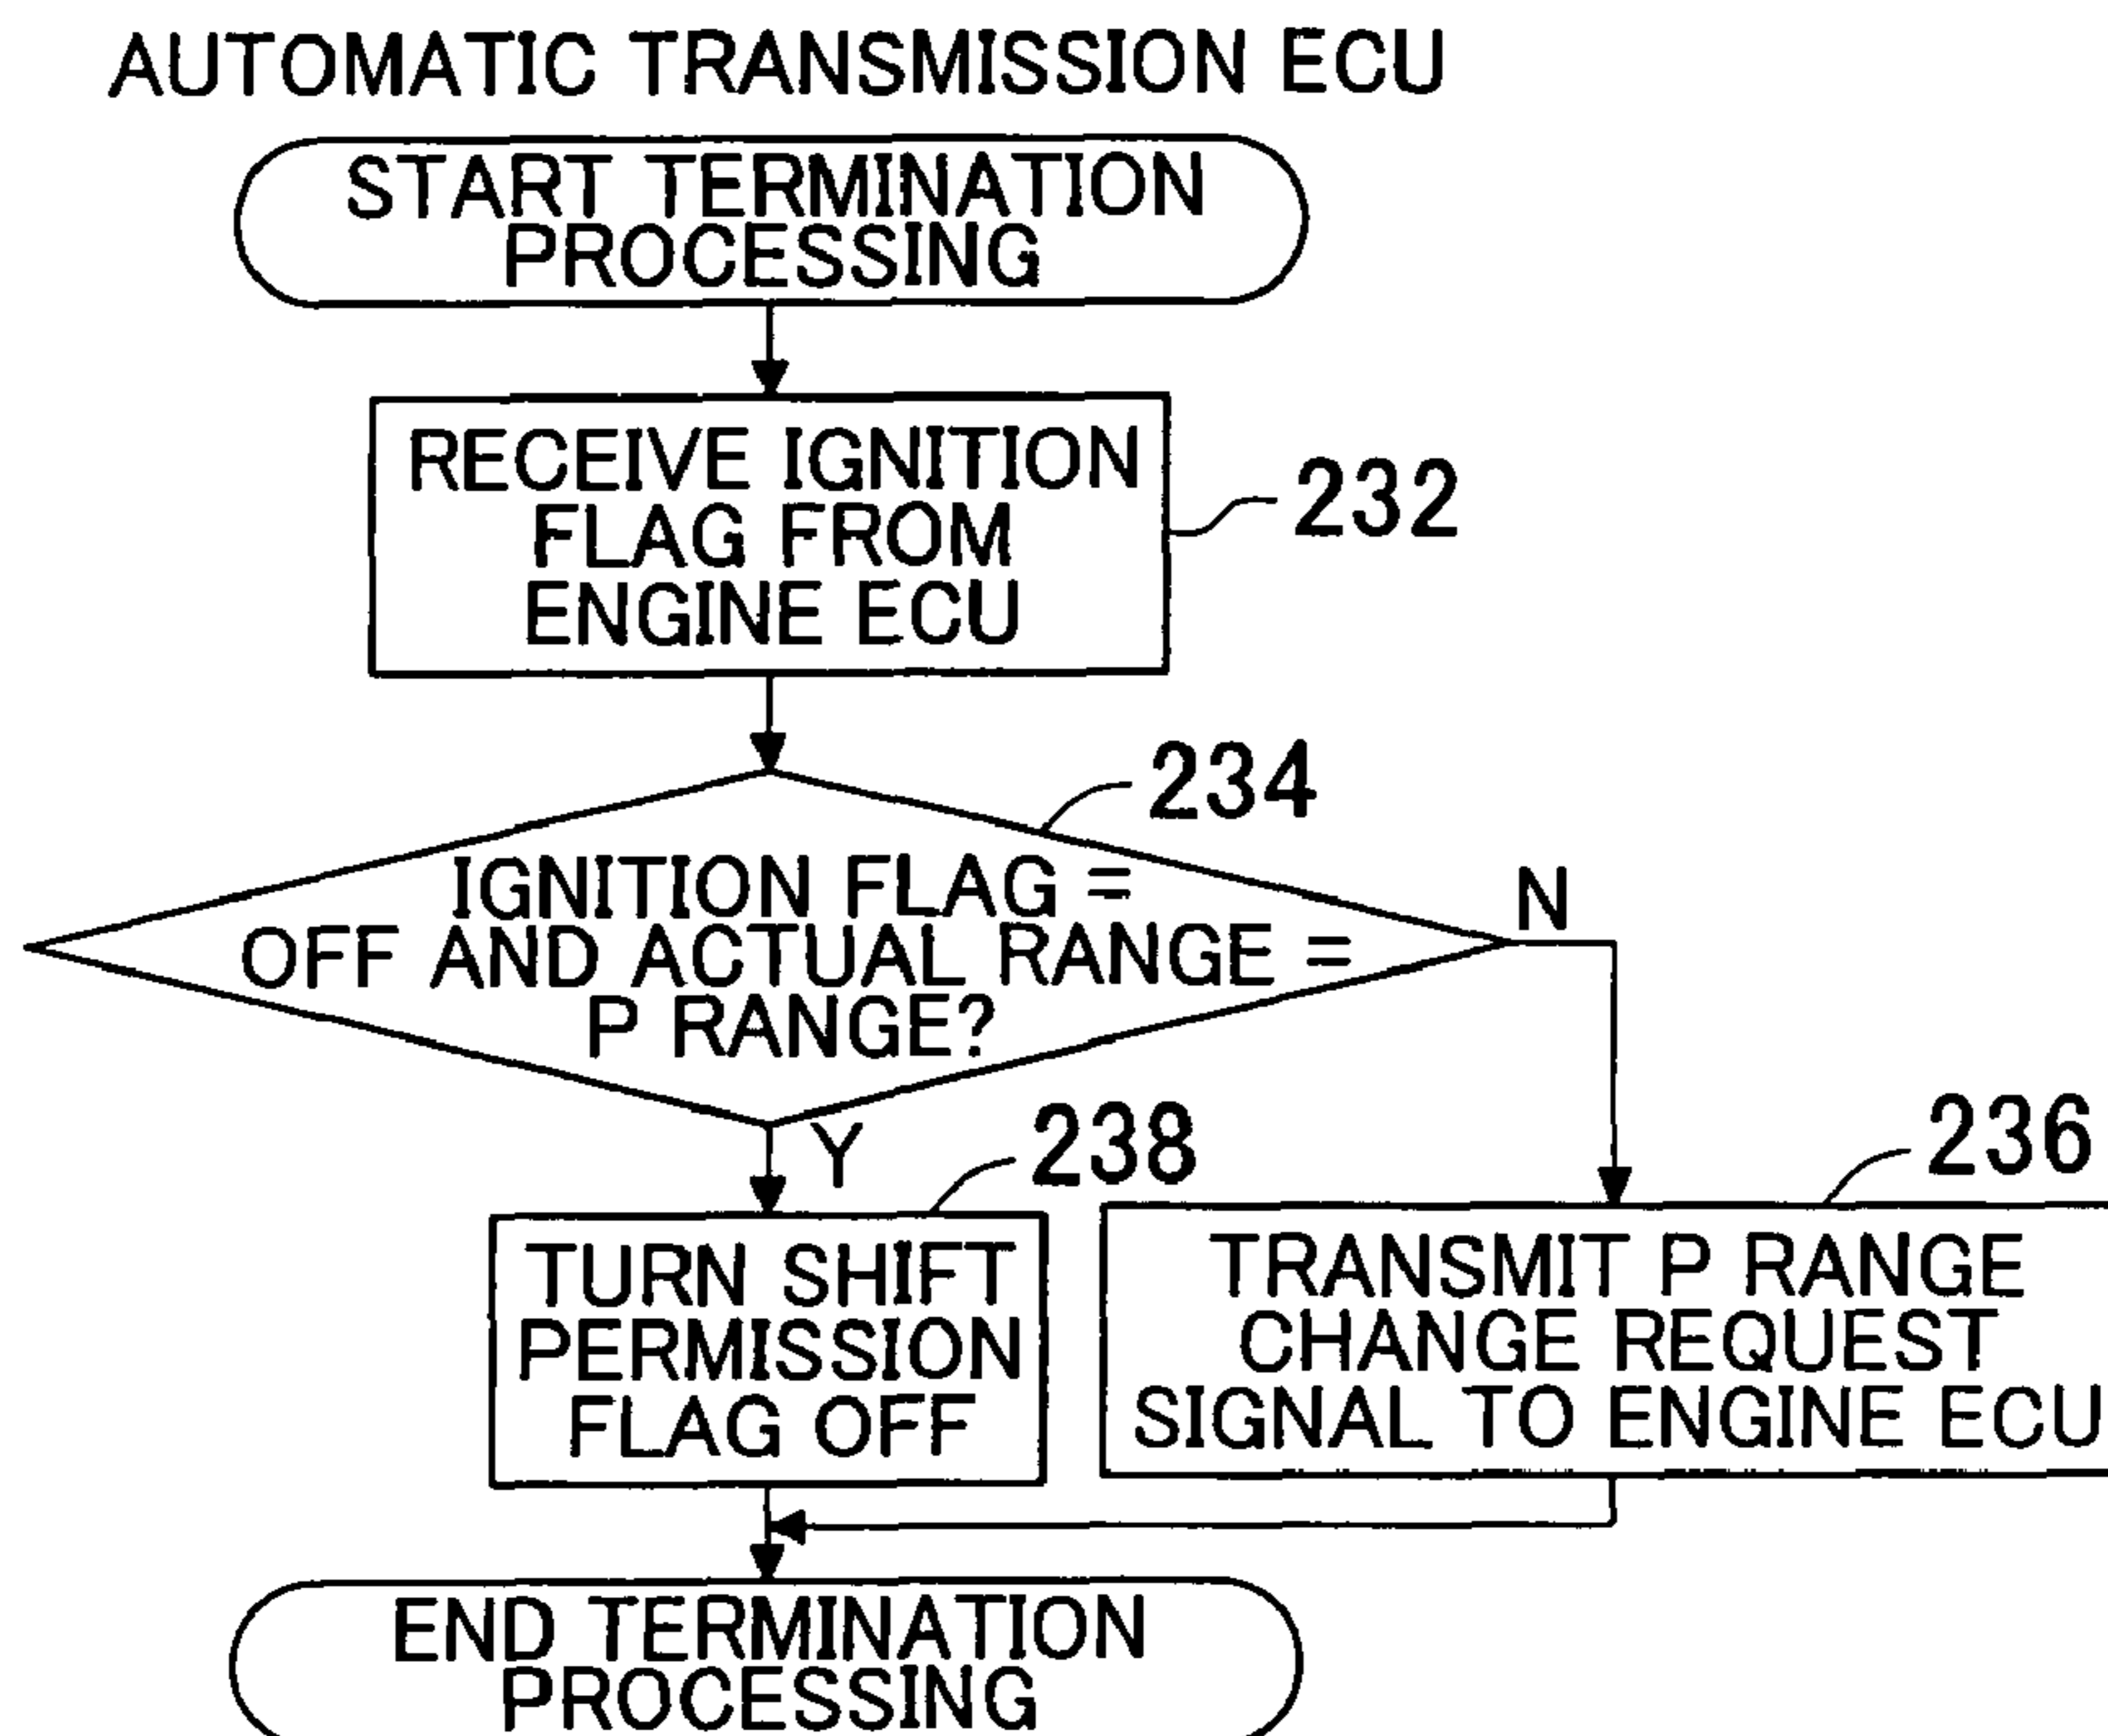 AUTOMATIC TRANSMISSION ECU
START TERMINATION
PROCESSING
RECEIVE IGNITION
FLAG FROM
ENGINE ECU
232
234
IGNITION FLAG =
OFF AND ACTUAL RANGE =
P RANGE?
N
Y
238
236
TURN SHIFT
PERMISSION
FLAG OFF
TRANSMIT P RANGE
CHANGE REQUEST
SIGNAL TO ENGINE ECU
END TERMINATION
PROCESSING